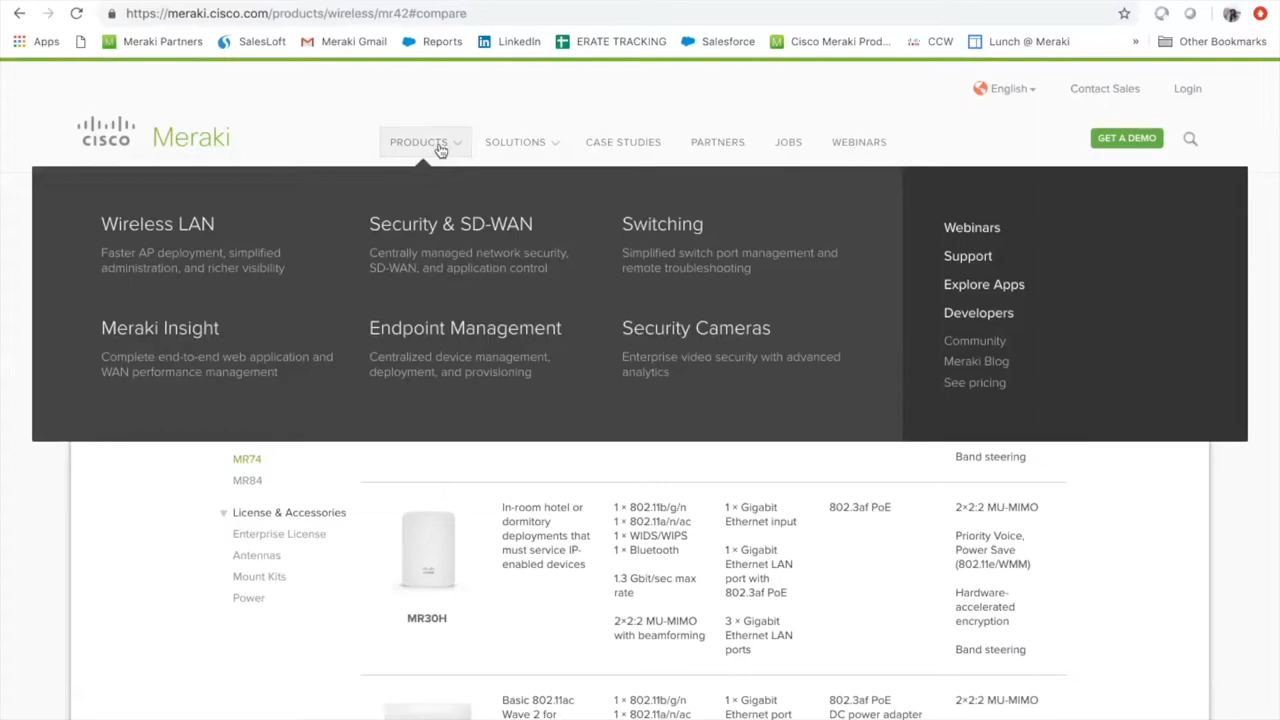 https://meraki.cisco.com/products/wireless/mr42#compare
Apps Meraki Partners SalesLoft Meraki Gmail Reports LinkedIn ERATE TRACKING Salesforce Cisco Meraki Prod... CCW Lunch @ Meraki » Other Bookmarks
English Contact Sales Login
CISCO Meraki
PRODUCTS SOLUTIONS CASE STUDIES PARTNERS JOBS WEBINARS GET A DEMO
Wireless LAN
Faster AP deployment, simplified
administration, and richer visibility
Security & SD-WAN
Centrally managed network security,
SD-WAN, and application control
Switching
Simplified switch port management and
remote troubleshooting
Meraki Insight
Complete end-to-end web application and
WAN performance management
Endpoint Management
Centralized device management,
deployment, and provisioning
Security Cameras
Enterprise video security with advanced
analytics
Webinars
Support
Explore Apps
Developers
Community
Meraki Blog
See pricing
MR74
MR84
License & Accessories
Enterprise License
Antennas
Mount Kits
Power
Band steering
MR30H
In-room hotel or
dormitory
deployments that
must service IP-
enabled devices
1 × 802.11b/g/n
1 × 802.11a/n/ac
1 × WIDS/WIPS
1 × Bluetooth
1.3 Gbit/sec max
rate
2×2:2 MU-MIMO
with beamforming
1 × Gigabit
Ethernet input
1 × Gigabit
Ethernet LAN
port with
802.3af PoE
3 × Gigabit
Ethernet LAN
ports
802.3af PoE
2×2:2 MU-MIMO
Priority Voice,
Power Save
(802.11e/WMM)
Hardware-
accelerated
encryption
Band steering
Basic 802.11ac
Wave 2 for
1 × 802.11b/g/n
1 × 802.11a/n/ac
1 × Gigabit
Ethernet port
802.3af PoE
DC power adapter
2×2:2 MU-MIMO